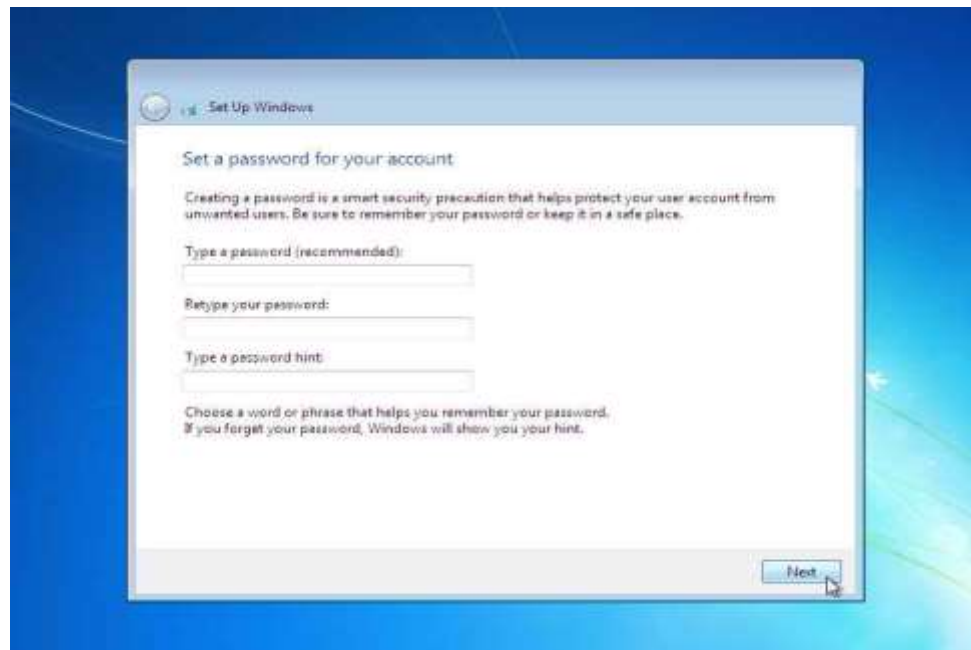 Set Up Windows
Set a password for your account
Creating a password is a smart security precaution that helps protect your user account from
unwanted users. Be sure to remember your password or keep it in a safe place.
Type a password (recommended):
Retype your password:
Type a password hint:
Choose a word or phrase that helps you remember your password.
If you forget your password, Windows will show you your hint.
Next